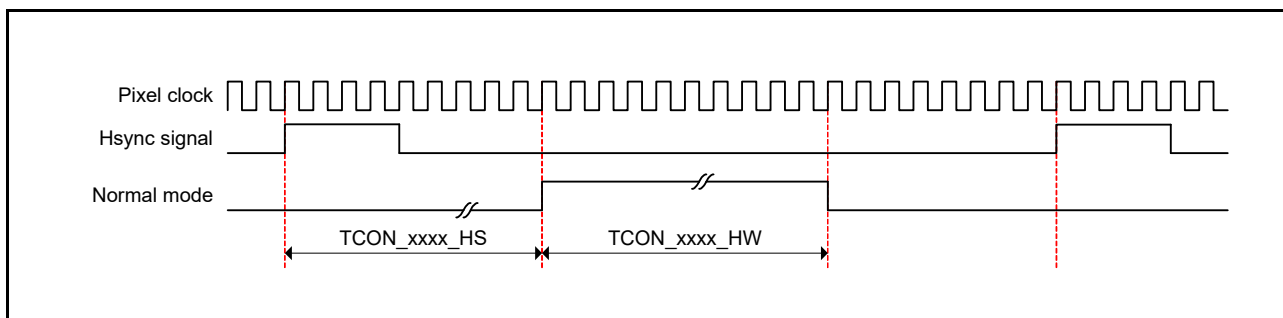 Pixel clock
Hsync signal
Normal mode
TCON_xxxx_HS
TCON_xxxx_HW